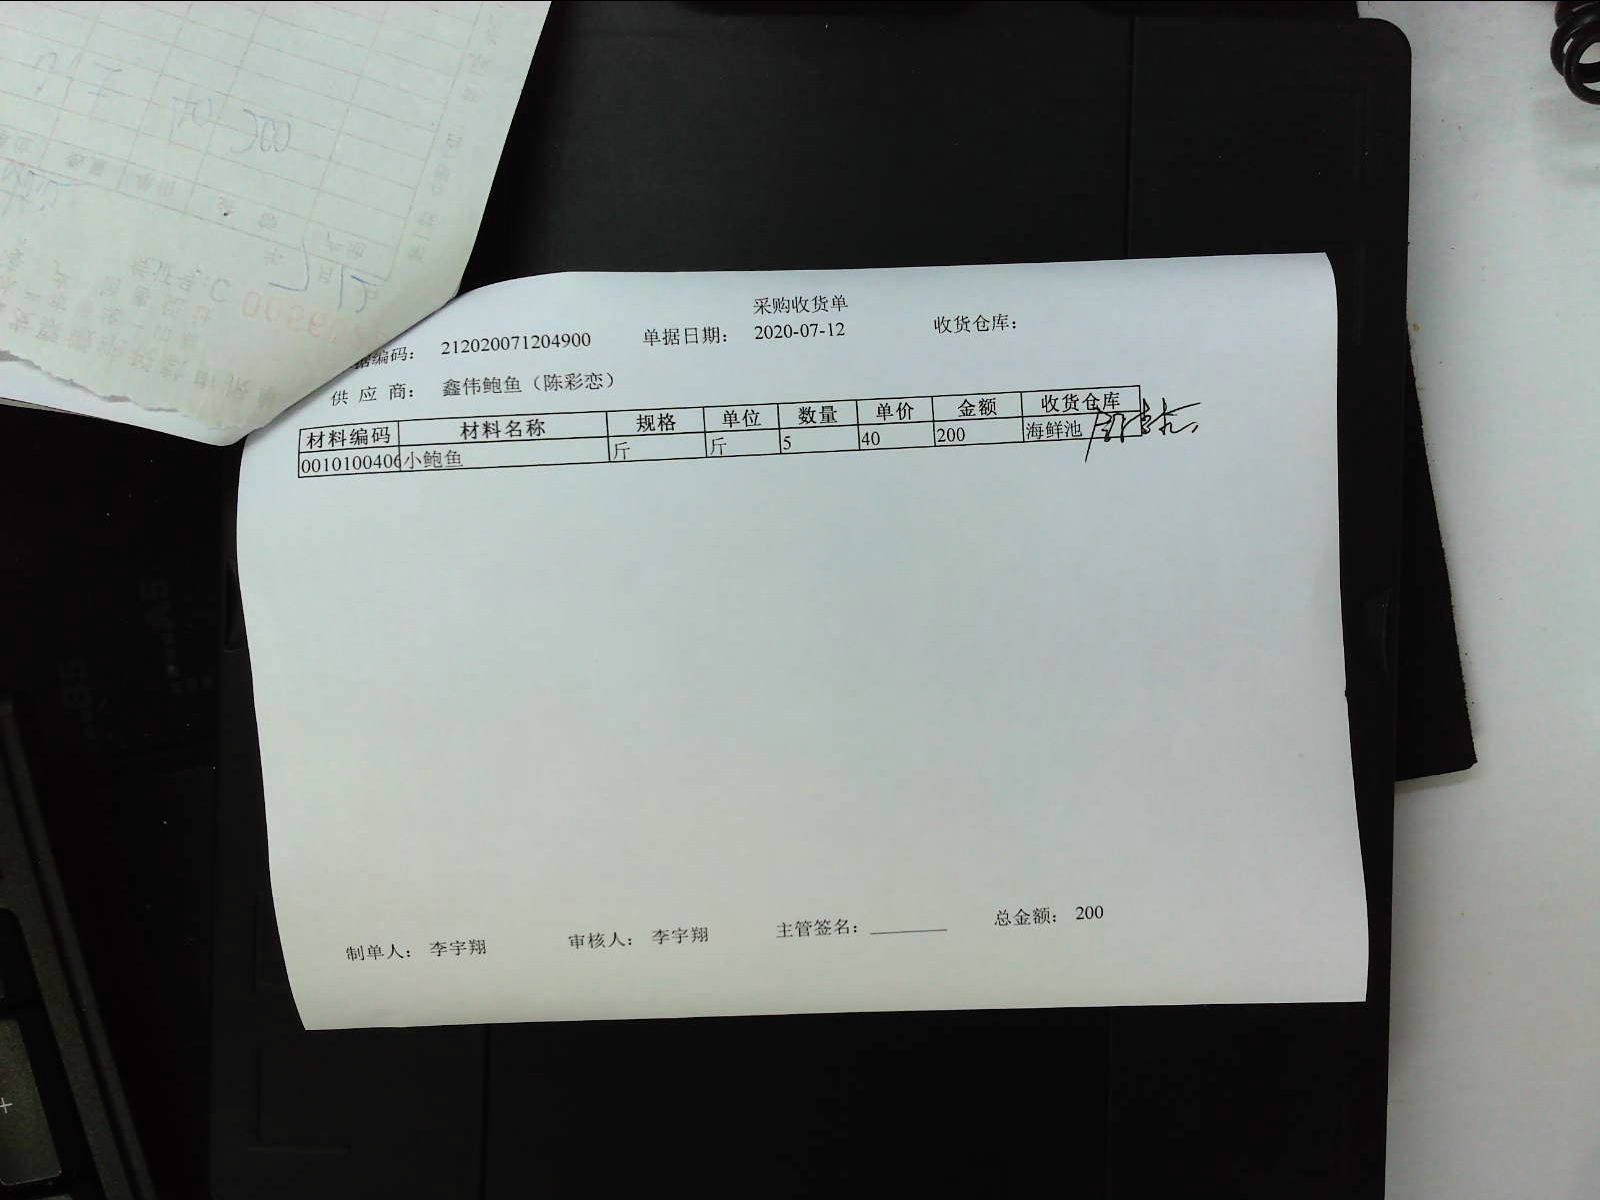 采购收货单
据编码： 212020071204900 单据日期： 2020-07-12 收货仓库：
供 应 商： 鑫伟鲍鱼（陈彩恋）
材料编码 材料名称 规格 单位 数量 单价 金额 收货仓库
0010100406 小鲍鱼 斤 斤 5 40 200 海鲜池
制单人： 李宇翔 审核人： 李宇翔 主管签名： 总金额： 200